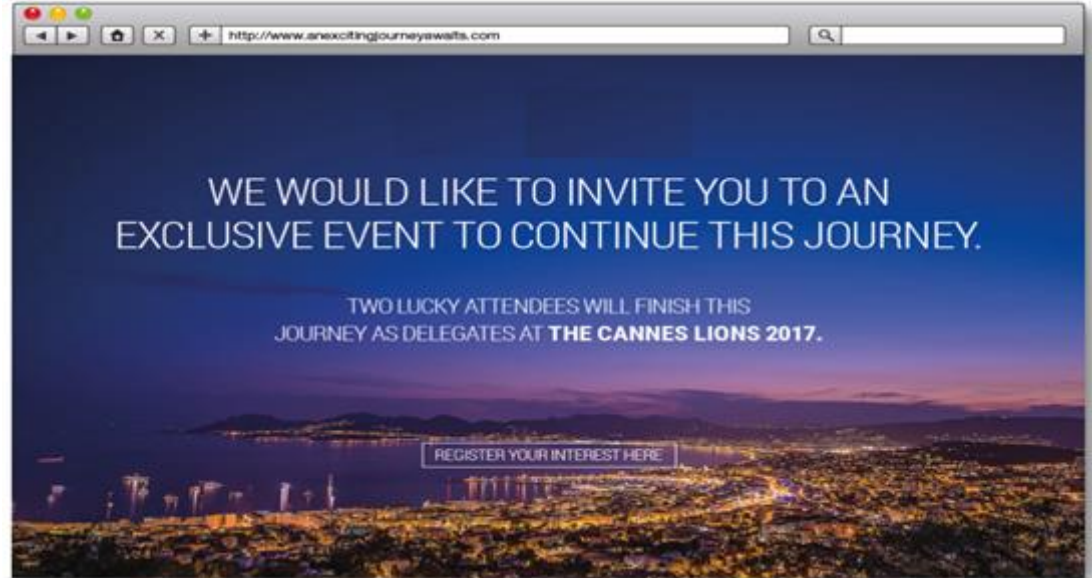 http://www.anexcitingjourneyawaits.com
WE WOULD LIKE TO INVITE YOU TO AN
EXCLUSIVE EVENT TO CONTINUE THIS JOURNEY.
TWO LUCKY ATTENDEES WILL FINISH THIS
JOURNEY AS DELEGATES AT THE CANNES LIONS 2017.
REGISTER YOUR INTEREST HERE